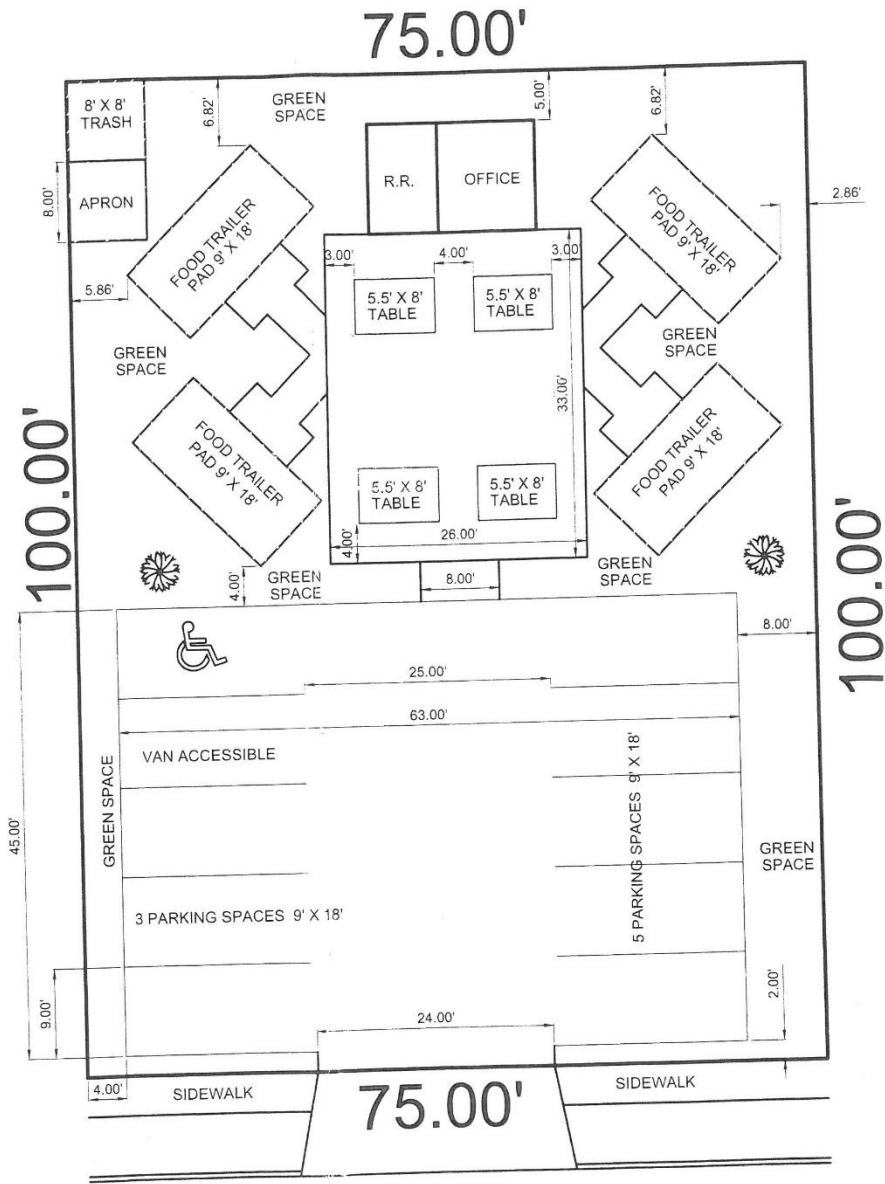 75.00'
8' X 8'
TRASH
6.82'
GREEN
SPACE
5.00'
6.82'
8.00'
APRON
R.R.
OFFICE
2.86'
FOOD TRAILER
PAD 9' X 18'
FOOD TRAILER
PAD 9' X 18'
3.00'
4.00'
3.00'
5.86'
5.5' X 8'
TABLE
5.5' X 8'
TABLE
GREEN
SPACE
GREEN
SPACE
33.00'
100.00'
FOOD TRAILER
PAD 9' X 18'
FOOD TRAILER
PAD 9' X 18'
5.5' X 8'
TABLE
5.5' X 8'
TABLE
100.00'
4.00'
26.00'
4.00'
GREEN
SPACE
8.00'
GREEN
SPACE
8.00'
25.00'
63.00'
VAN ACCESSIBLE
GREEN SPACE
45.00'
5 PARKING SPACES 9' X 18'
GREEN
SPACE
3 PARKING SPACES 9' X 18'
9.00'
24.00'
2.00'
4.00'
SIDEWALK
75.00'
SIDEWALK